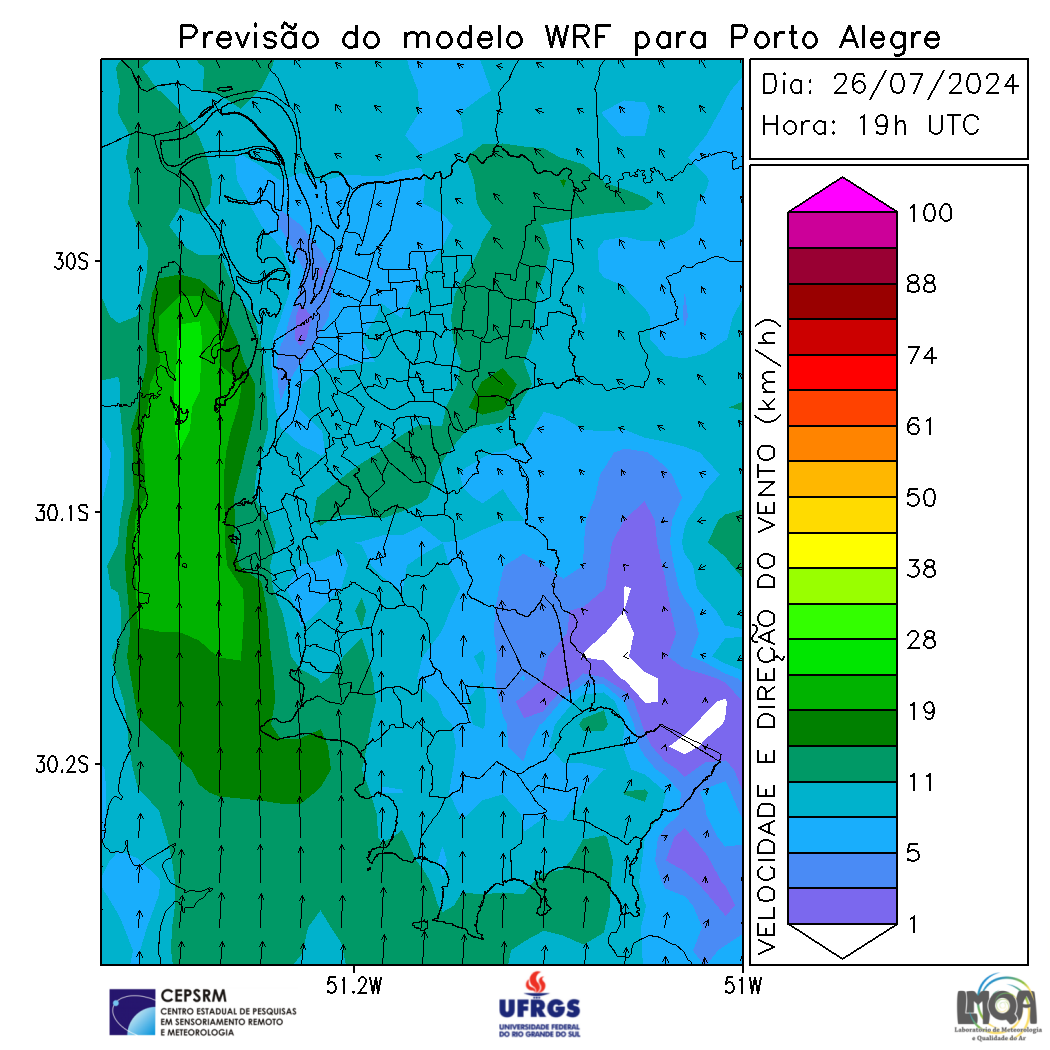 Previsão do modelo WRF para Porto Alegre
Dia: 26/07/2024
Hora: 19h UTC
30S
30.1S
30.2S
51.2W
51W
VELOCIDADE E DIREÇÃO DO VENTO (km/h)
100
88
74
61
50
38
28
19
11
5
1
CEPSRM
CENTRO ESTADUAL DE PESQUISAS
EM SENSORIAMENTO REMOTO
E METEOROLOGIA
UFRGS
UNIVERSIDADE FEDERAL
DO RIO GRANDE DO SUL
LMQA
Laboratório de Meteorologia
e Qualidade do Ar